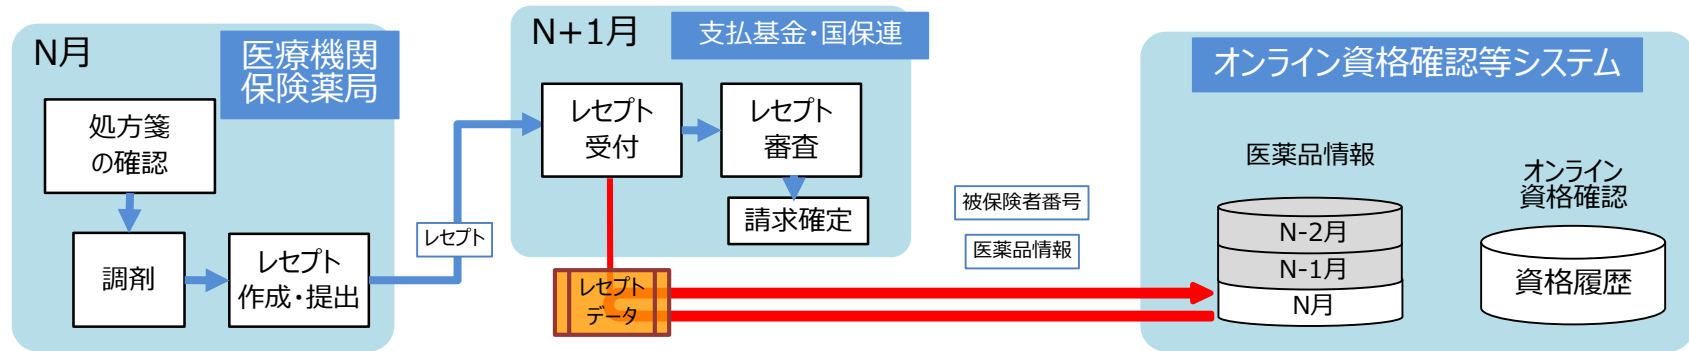 N月
医療機関
保険薬局
処方箋
の確認
調剤
レセプト
作成・提出
レセプト
N+1月
支払基金・国保連
レセプト
受付
レセプト
審査
請求確定
レセプト
データ
被保険者番号
医薬品情報
オンライン資格確認等システム
医薬品情報
N-2月
N-1月
N月
オンライン
資格確認
資格履歴